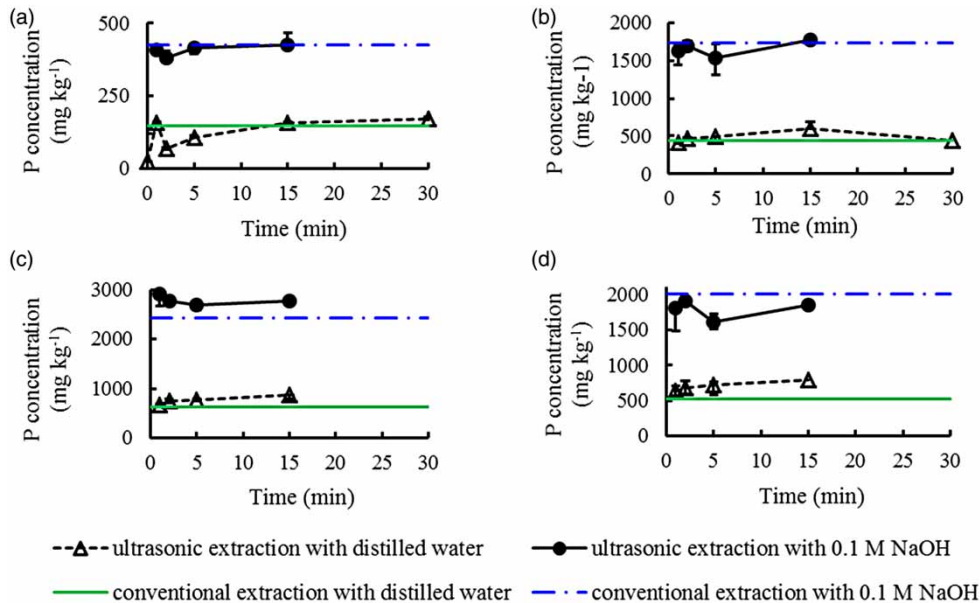 (a)
P concentration
(mg kg⁻¹)
500
250
0
0 5 10 15 20 25 30
Time (min)
(b)
P concentration
(mg kg-1)
2000
1500
1000
500
0
0 5 10 15 20 25 30
Time (min)
(c)
P concentration
(mg kg⁻¹)
3000
2000
1000
0
0 5 10 15 20 25 30
Time (min)
(d)
P concentration
(mg kg⁻¹)
2000
1500
1000
500
0
0 5 10 15 20 25 30
Time (min)
ultrasonic extraction with distilled water
ultrasonic extraction with 0.1 M NaOH
conventional extraction with distilled water
conventional extraction with 0.1 M NaOH